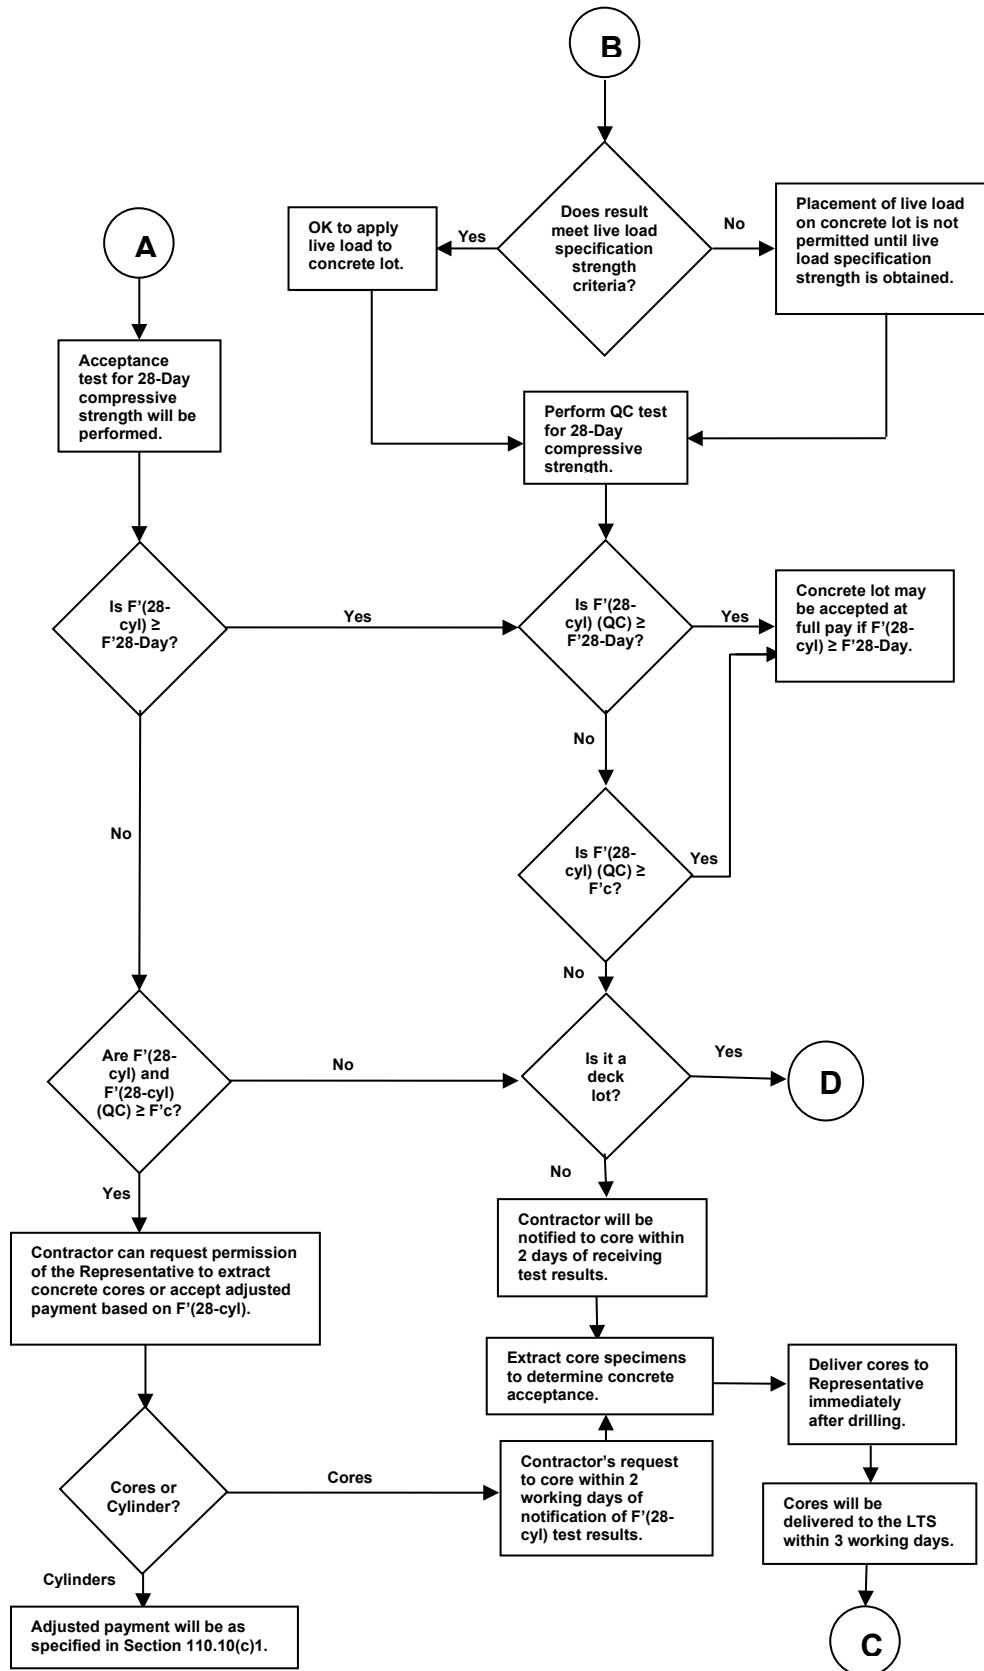 B
A
Does result
meet live load
specification
strength
criteria?
Yes
No
OK to apply
live load to
concrete lot.
Placement of live load
on concrete lot is not
permitted until live
load specification
strength is obtained.
Acceptance
test for 28-Day
compressive
strength will be
performed.
Perform QC test
for 28-Day
compressive
strength.
Is F'(28-
cyl) ≥
F'28-Day?
Yes
Is F'(28-
cyl) (QC) ≥
F'28-Day?
Yes
Concrete lot may
be accepted at
full pay if F'(28-
cyl) ≥ F'28-Day.
No
No
Is F'(28-
cyl) (QC) ≥
F'c?
Yes
No
Are F'(28-
cyl) and
F'(28-cyl)
(QC) ≥ F'c?
No
Is it a
deck
lot?
Yes
D
Yes
No
Contractor can request permission
of the Representative to extract
concrete cores or accept adjusted
payment based on F'(28-cyl).
Contractor will be
notified to core within
2 days of receiving
test results.
Extract core specimens
to determine concrete
acceptance.
Deliver cores to
Representative
immediately
after drilling.
Cores or
Cylinder?
Cores
Contractor's request
to core within 2
working days of
notification of F'(28-
cyl) test results.
Cores will be
delivered to the LTS
within 3 working days.
Cylinders
Adjusted payment will be as
specified in Section 110.10(c)1.
C